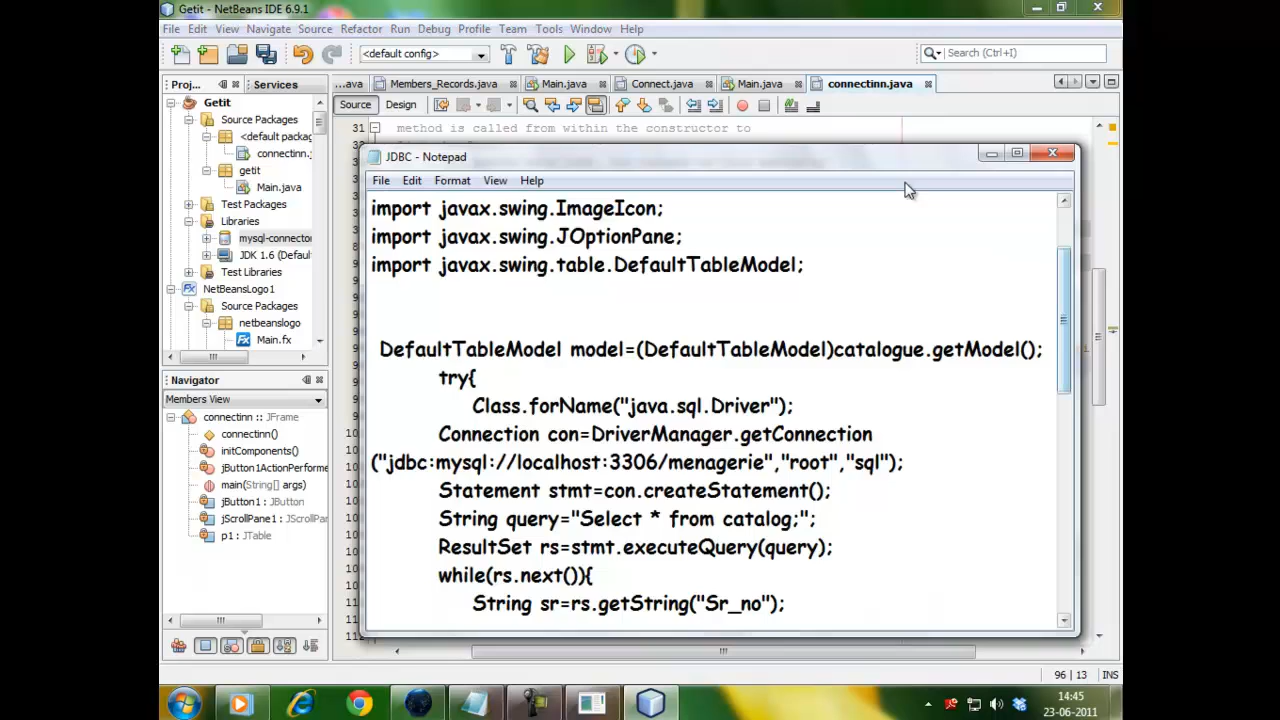 Getit - NetBeans IDE 6.9.1
File Edit View Navigate Source Refactor Run Debug Profile Team Tools Window Help
<default config>
Search (Ctrl+I)
Proj... Services
...ava Members_Records.java Main.java Connect.java Main.java connectinn.java
Source Design
Getit
Source Packages
<default packag
connectinn.j
getit
Main.java
Test Packages
Libraries
mysql-connecto
JDK 1.6 (Defau
Test Libraries
NetBeansLogo1
Source Packages
netbeanslogo
Main.fx
31 method is called from within the constructor to
JDBC - Notepad
File Edit Format View Help
import javax.swing.ImageIcon;
import javax.swing.JOptionPane;
import javax.swing.table.DefaultTableModel;
DefaultTableModel model=(DefaultTableModel)catalogue.getModel();
try{
Class.forName("java.sql.Driver");
Connection con=DriverManager.getConnection
("jdbc:mysql://localhost:3306/menagerie","root","sql");
Statement stmt=con.createStatement();
String query="Select * from catalog;";
ResultSet rs=stmt.executeQuery(query);
while(rs.next()){
String sr=rs.getString("Sr_no");
Navigator
Members View
connectinn :: JFrame
connectinn()
initComponents()
jButton1ActionPerforme
main(String[] args)
jButton1 : JButton
jScrollPane1 : JScrollPan
p1 : JTable
112
96 | 13 INS
14:45
23-06-2011